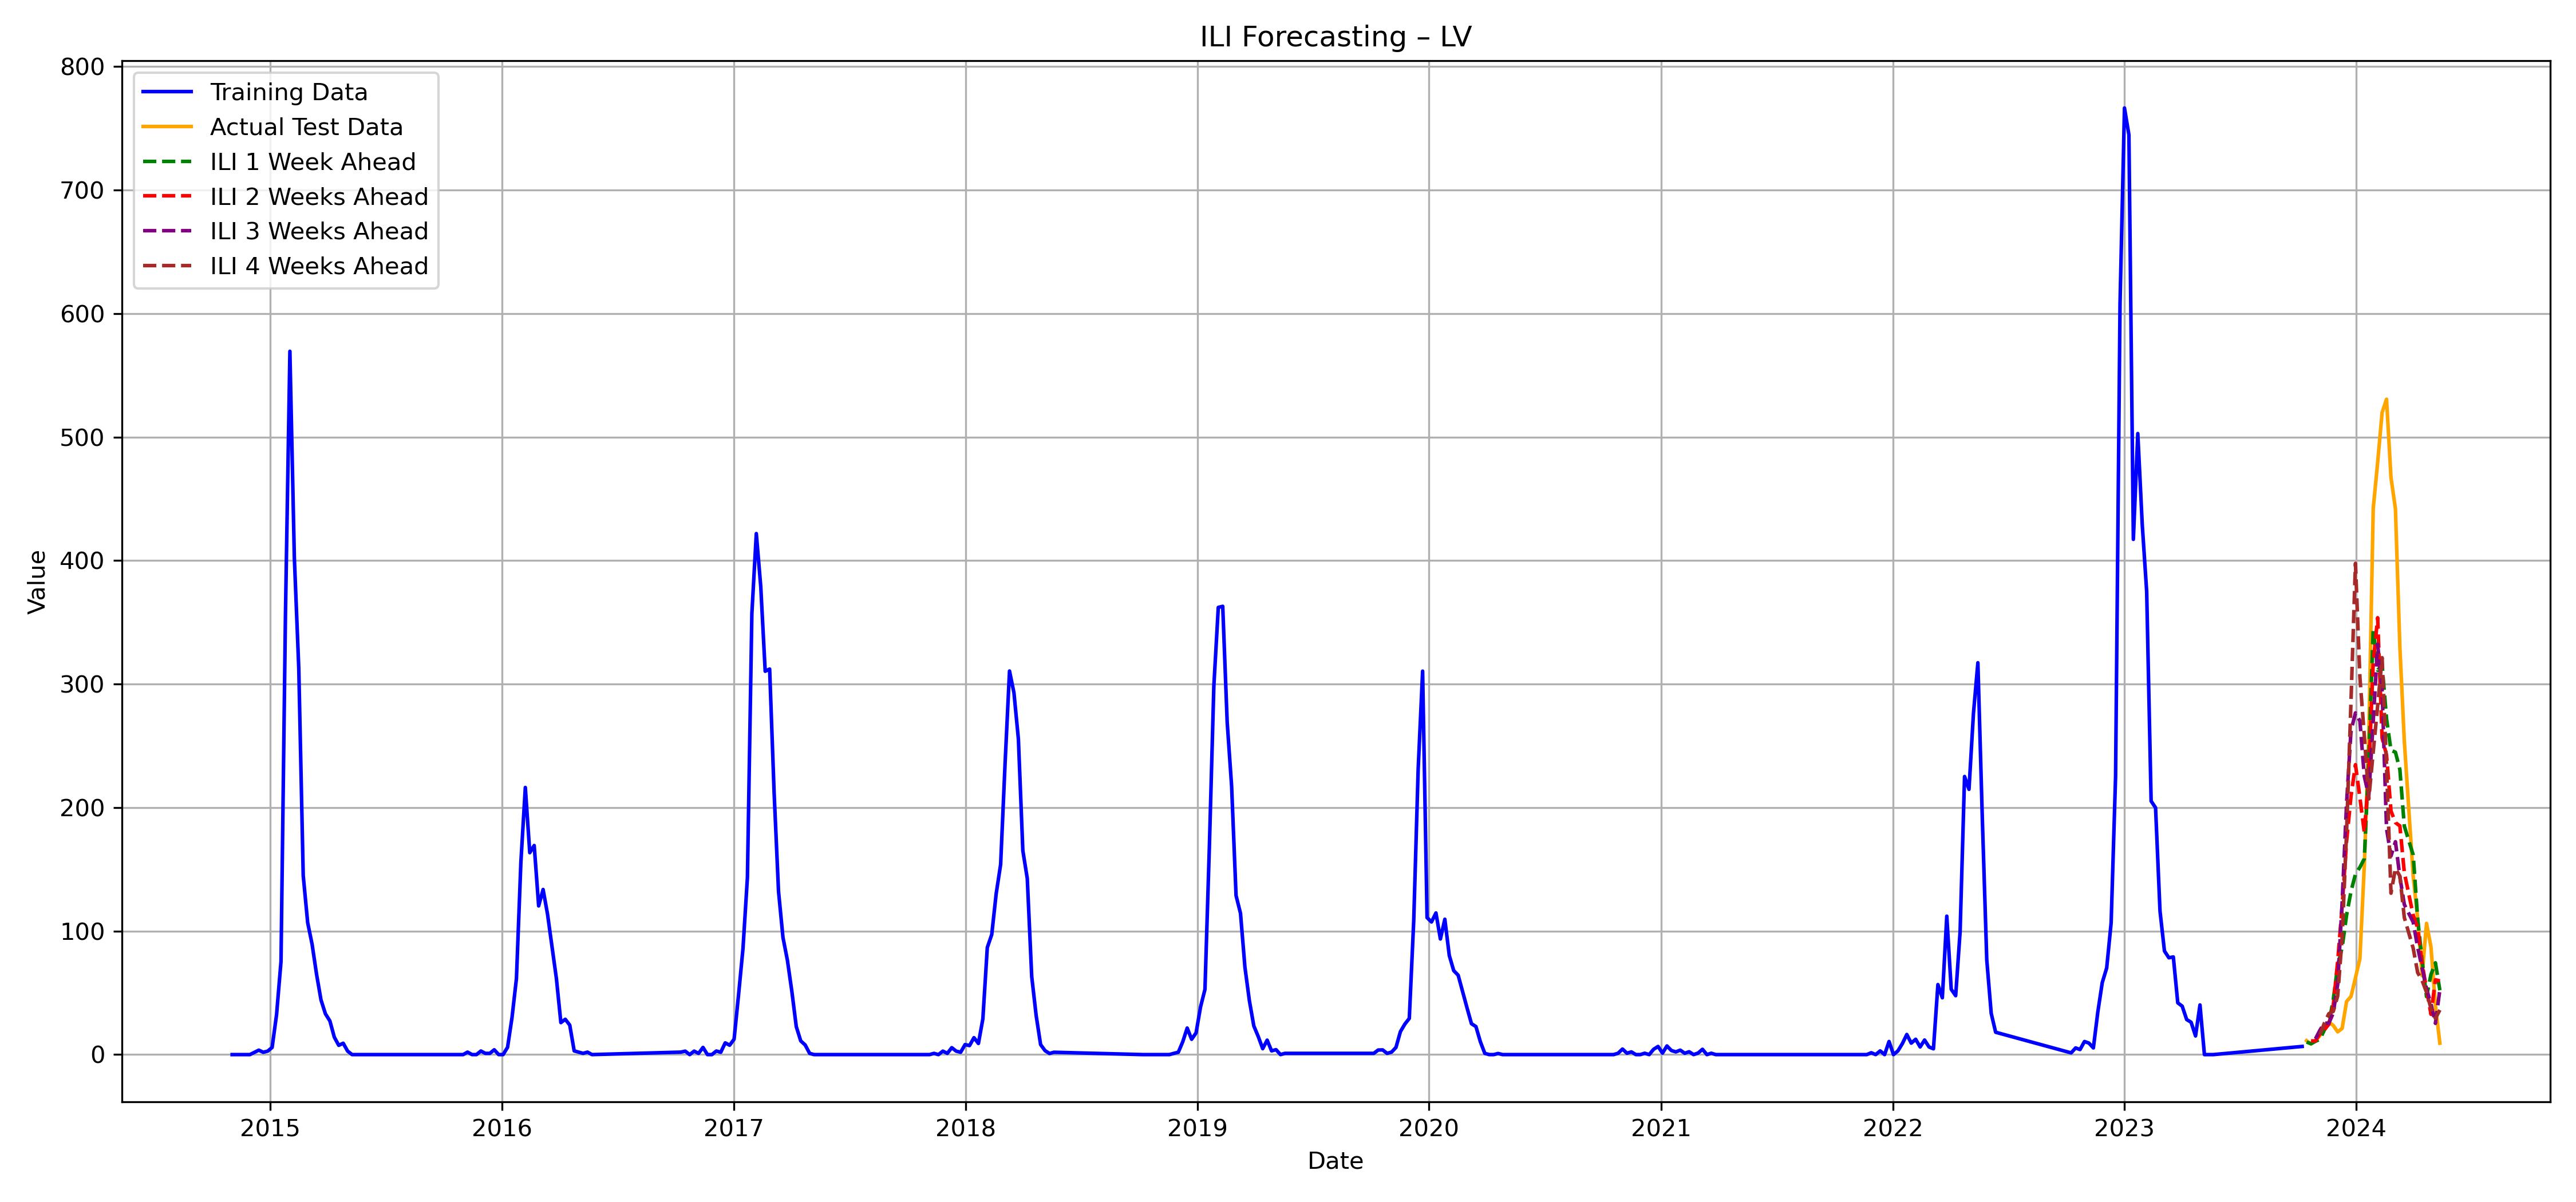 ILI Forecasting – LV
800
700
600
500
400
300
200
100
0
Value
Training Data
Actual Test Data
ILI 1 Week Ahead
ILI 2 Weeks Ahead
ILI 3 Weeks Ahead
ILI 4 Weeks Ahead
2015 2016 2017 2018 2019 2020 2021 2022 2023 2024
Date